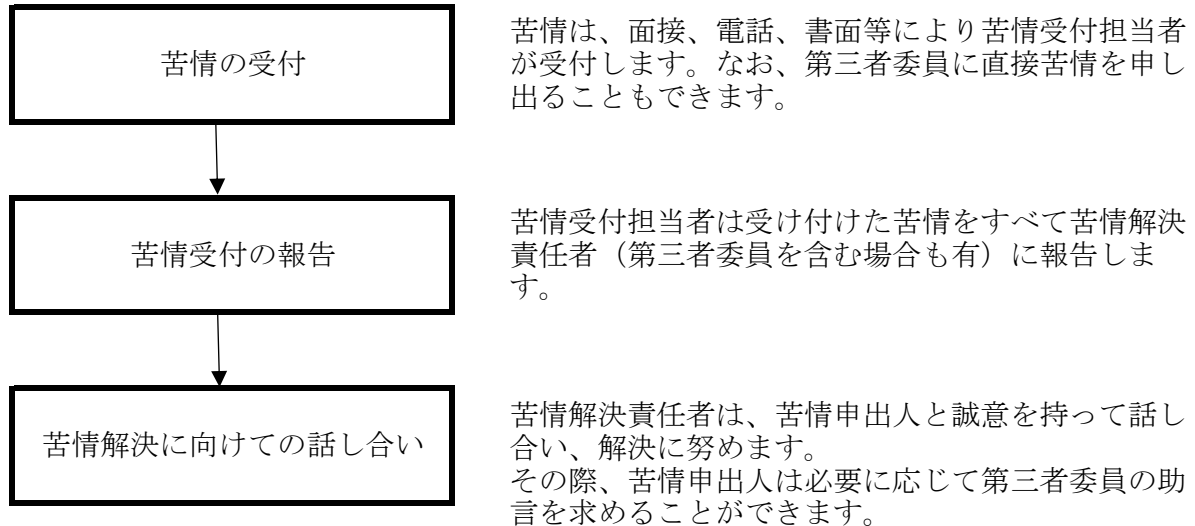 苦情の受付
苦情は、面接、電話、書面等により苦情受付担当者
が受付します。なお、第三者委員に直接苦情を申し
出ることもできます。
苦情受付の報告
苦情受付担当者は受け付けた苦情をすべて苦情解決
責任者（第三者委員を含む場合も有）に報告しま
す。
苦情解決に向けての話し合い
苦情解決責任者は、苦情申出人と誠意を持って話し
合い、解決に努めます。
その際、苦情申出人は必要に応じて第三者委員の助
言を求めることができます。